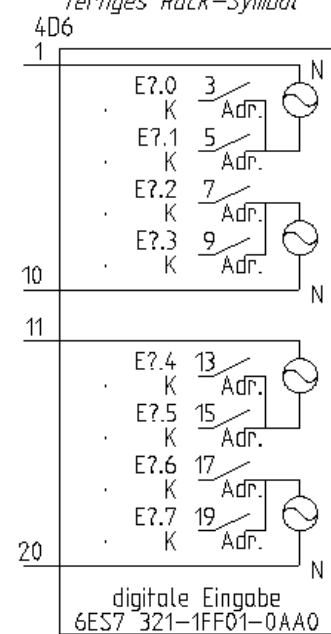 fertiges Rack-Symbol
4D6
1
N
E?.0 3
K Adr.
E?.1 5
K Adr.
E?.2 7
K Adr.
E?.3 9
K Adr.
10
N
11
E?.4 13
K Adr.
E?.5 15
K Adr.
E?.6 17
K Adr.
E?.7 19
K Adr.
20
N
digitale Eingabe
6ES7 321-1FF01-0AA0